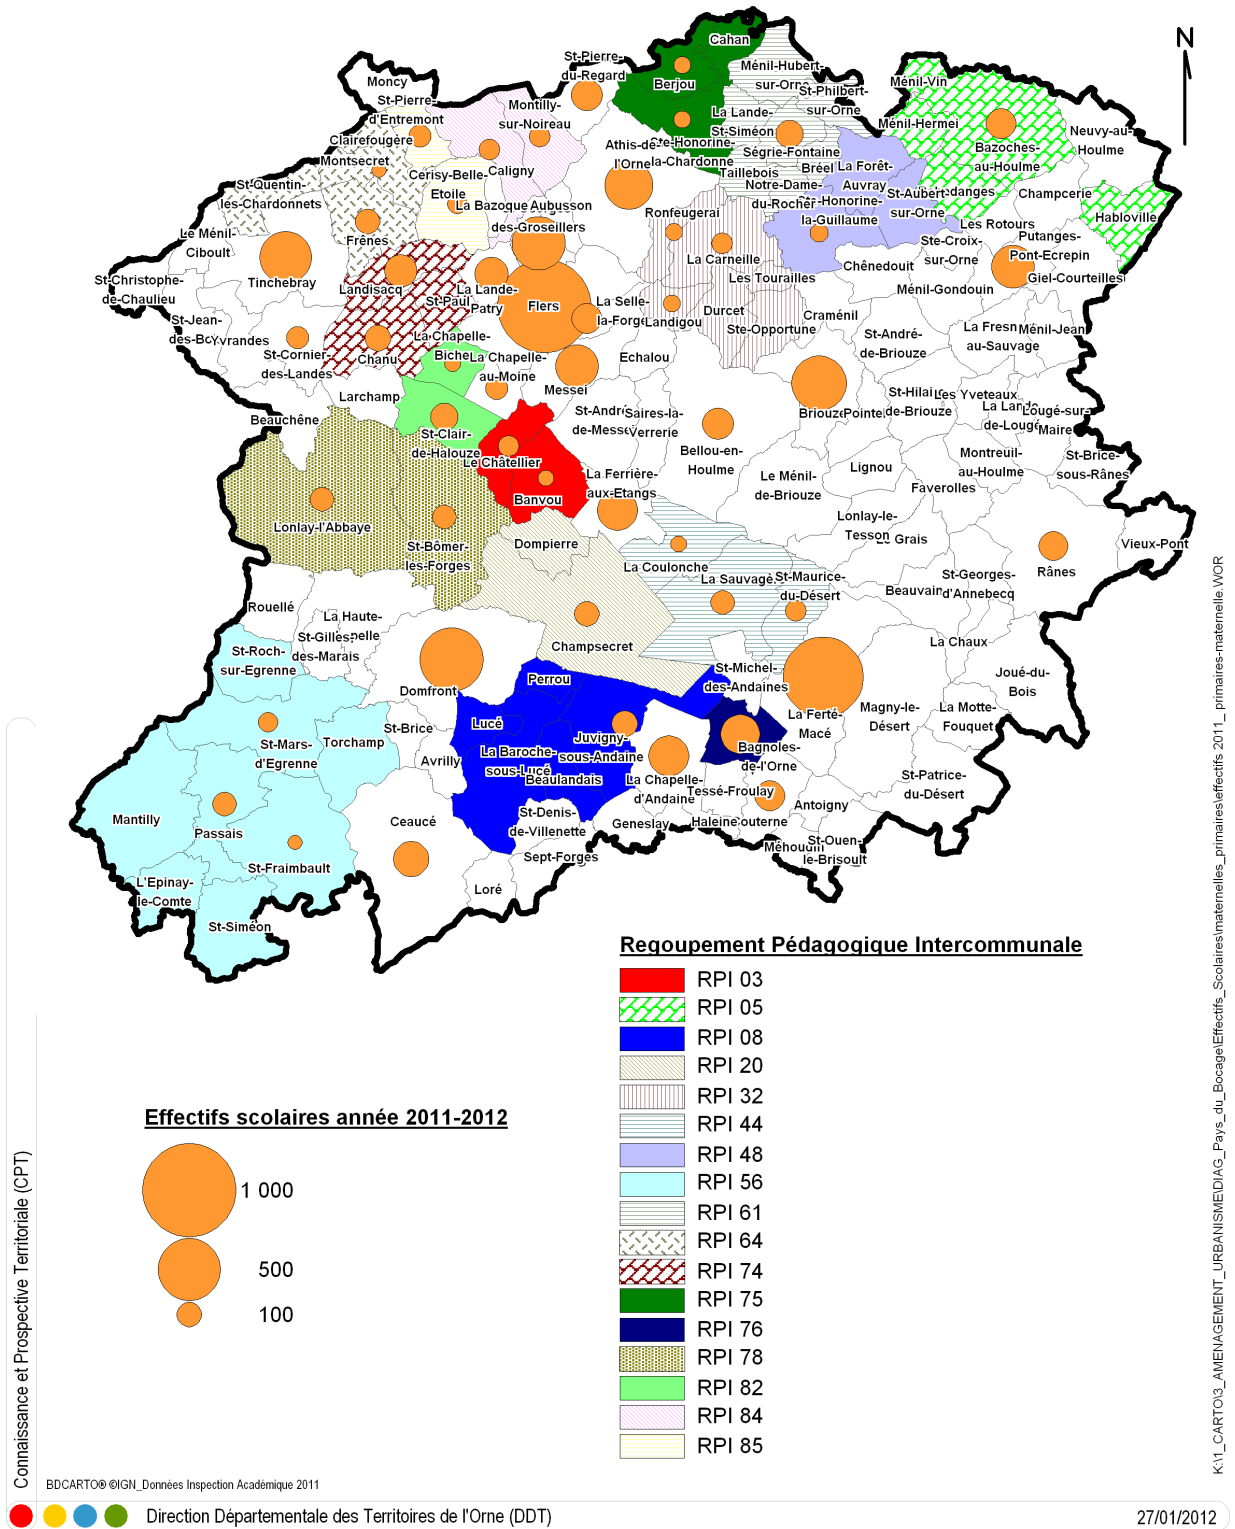 N
Cahan
St-Pierre-
du-Regard
Berjou
Ménil-Hubert-
sur-Orne
Moncy
St-Pierre-
d'Entremont
Montilly-
sur-Noireau
St-Philbert-
sur-Orne
Ménil-Vin
La Lande-
St-Siméon
Ménil-Hermei
Bazoches-
au-Houlme
Neuvy-au-
Houlme
Clairefougère
Montsecret
Caligny
Athis-de-
l'Orne
Ste-Honorine-
la-Chardonne
Ségrie-Fontaine
Taillebois
Bréel
La Forêt-
Auvray
St-Quentin-
les-Chardonnets
Cerisy-Belle-
Etoile
La Bazoque
Aubusson
Notre-Dame-
du-Rocher
Ste-Honorine-
la-Guillaume
St-Aubert-
sur-Orne
Champcerie
Habloville
Le Ménil-
Ciboult
Frênes
St-Georges-
des-Groseillers
Ronfeugerai
Les Rotours
Ste-Croix-
sur-Orne
Putanges-
Pont-Ecrepin
La Carneille
Chênedouit
Giel-Courteilles
St-Christophe-
de-Chaulieu
Tinchebray
Landisacq
St-Paul
La Lande-
Patry
Flers
La Selle-
la-Forge
Landigou
Les Tourailles
Durcet
Ste-Opportune
Craménil
Ménil-Gondouin
St-Jean-
Yvrandes
St-Cornier-
des-Landes
Chanu
La Chapelle-
Biche
La Chapelle-
au-Moine
Echalou
St-André-
de-Briouze
au-Sauvage
Ménil-Jean
Larchamp
Messei
Briouze
Pointel
de-Briouze
Les Yveteaux
Lougé-sur-
Maire
Beauchêne
St-Clair-
de-Halouze
Saires-la-
Verrerie
Bellou-en-
Houlme
Le Châtellier
Banvou
La Ferrière-
aux-Etangs
Le Ménil-
de-Briouze
Lignou
Montreuil-
au-Houlme
St-Brice-
sous-Rânes
Faverolles
Lonlay-l'Abbaye
St-Bômer-
les-Forges
Dompierre
La Coulonche
Lonlay-le-
Tesson
Rânes
Vieux-Pont
La Sauvagère
St-Maurice-
du-Désert
Beauvain
St-Georges-
d'Annebecq
Rouellé
La Haute-
St-Gilles-
des-Marais
Champsecret
La Chaux
St-Roch-
sur-Egrenne
Domfront
Perrou
St-Michel-
des-Andaines
Joué-du-
Bois
Lucé
La Ferté-
Macé
Magny-le-
Désert
La Motte-
Fouquet
St-Mars-
d'Egrenne
Torchamp
St-Brice
Avrilly
La Baroche-
sous-Lucé
Juvigny-
sous-Andaine
Beaulandais
Bagnoles-
de-l'Orne
La Chapelle-
d'Andaine
Tessé-Froulay
St-Patrice-
du-Désert
Mantilly
Passais
Ceaucé
St-Denis-
de-Villenette
Geneslay
Haleine
Antoigny
St-Fraimbault
Sept-Forges
St-Ouen-
le-Brisoult
L'Epinay-
le-Comte
Loré
St-Siméon
Regoupement Pédagogique Intercommunale
RPI 03
RPI 05
RPI 08
RPI 20
RPI 32
RPI 44
RPI 48
RPI 56
RPI 61
RPI 64
RPI 74
RPI 75
RPI 76
RPI 78
RPI 82
RPI 84
RPI 85
Effectifs scolaires année 2011-2012
1 000
500
100
Connaissance et Prospective Territoriale (CPT)
K:\1_CARTO\3_AMENAGEMENT_URBANISME\DIAG_Pays_du_Bocage\Effectifs_Scolaires\maternelles_primaires\effectifs 2011_ primaires-maternelle.WOR
BDCARTO® ©IGN_Données Inspection Académique 2011
Direction Départementale des Territoires de l'Orne (DDT)
27/01/2012